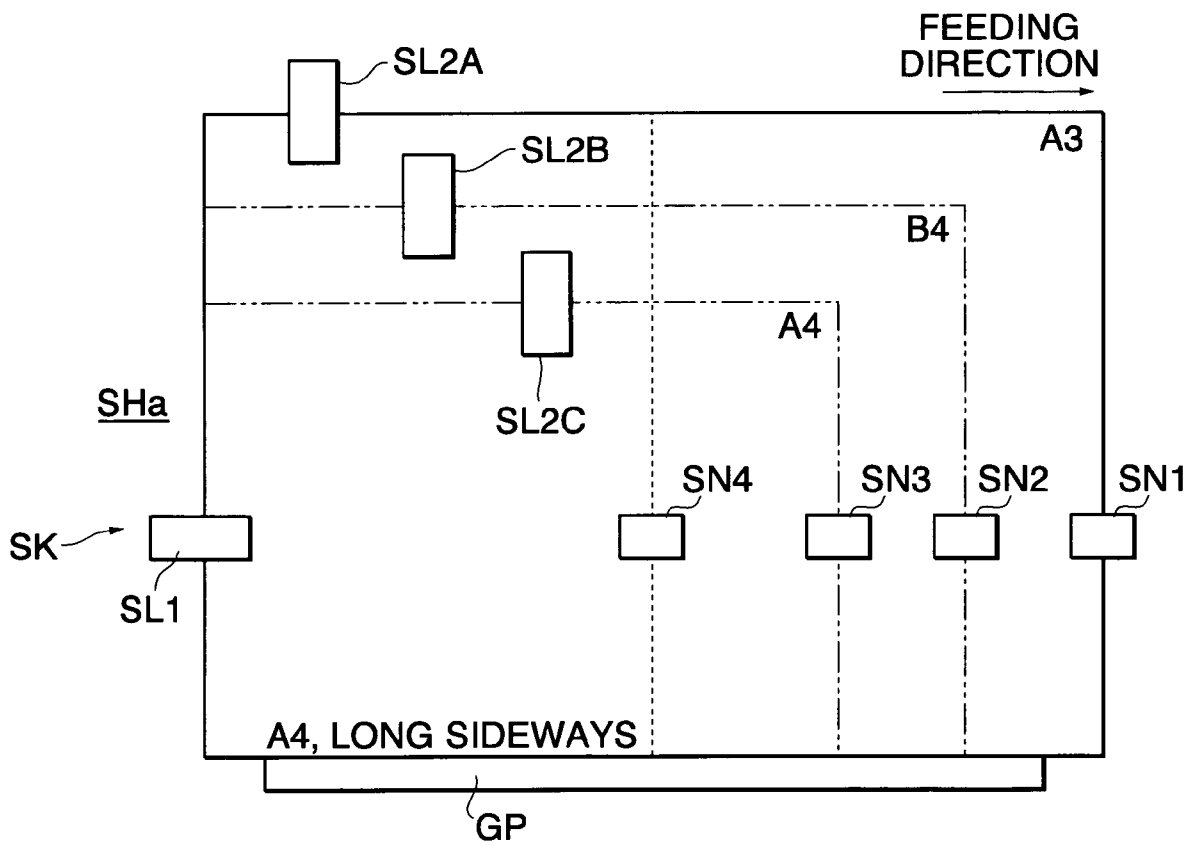 FEEDING
DIRECTION
SL2A
A3
SL2B
B4
A4
SHa
SL2C
SN4
SN3
SN2
SN1
SK
SL1
A4, LONG SIDEWAYS
GP